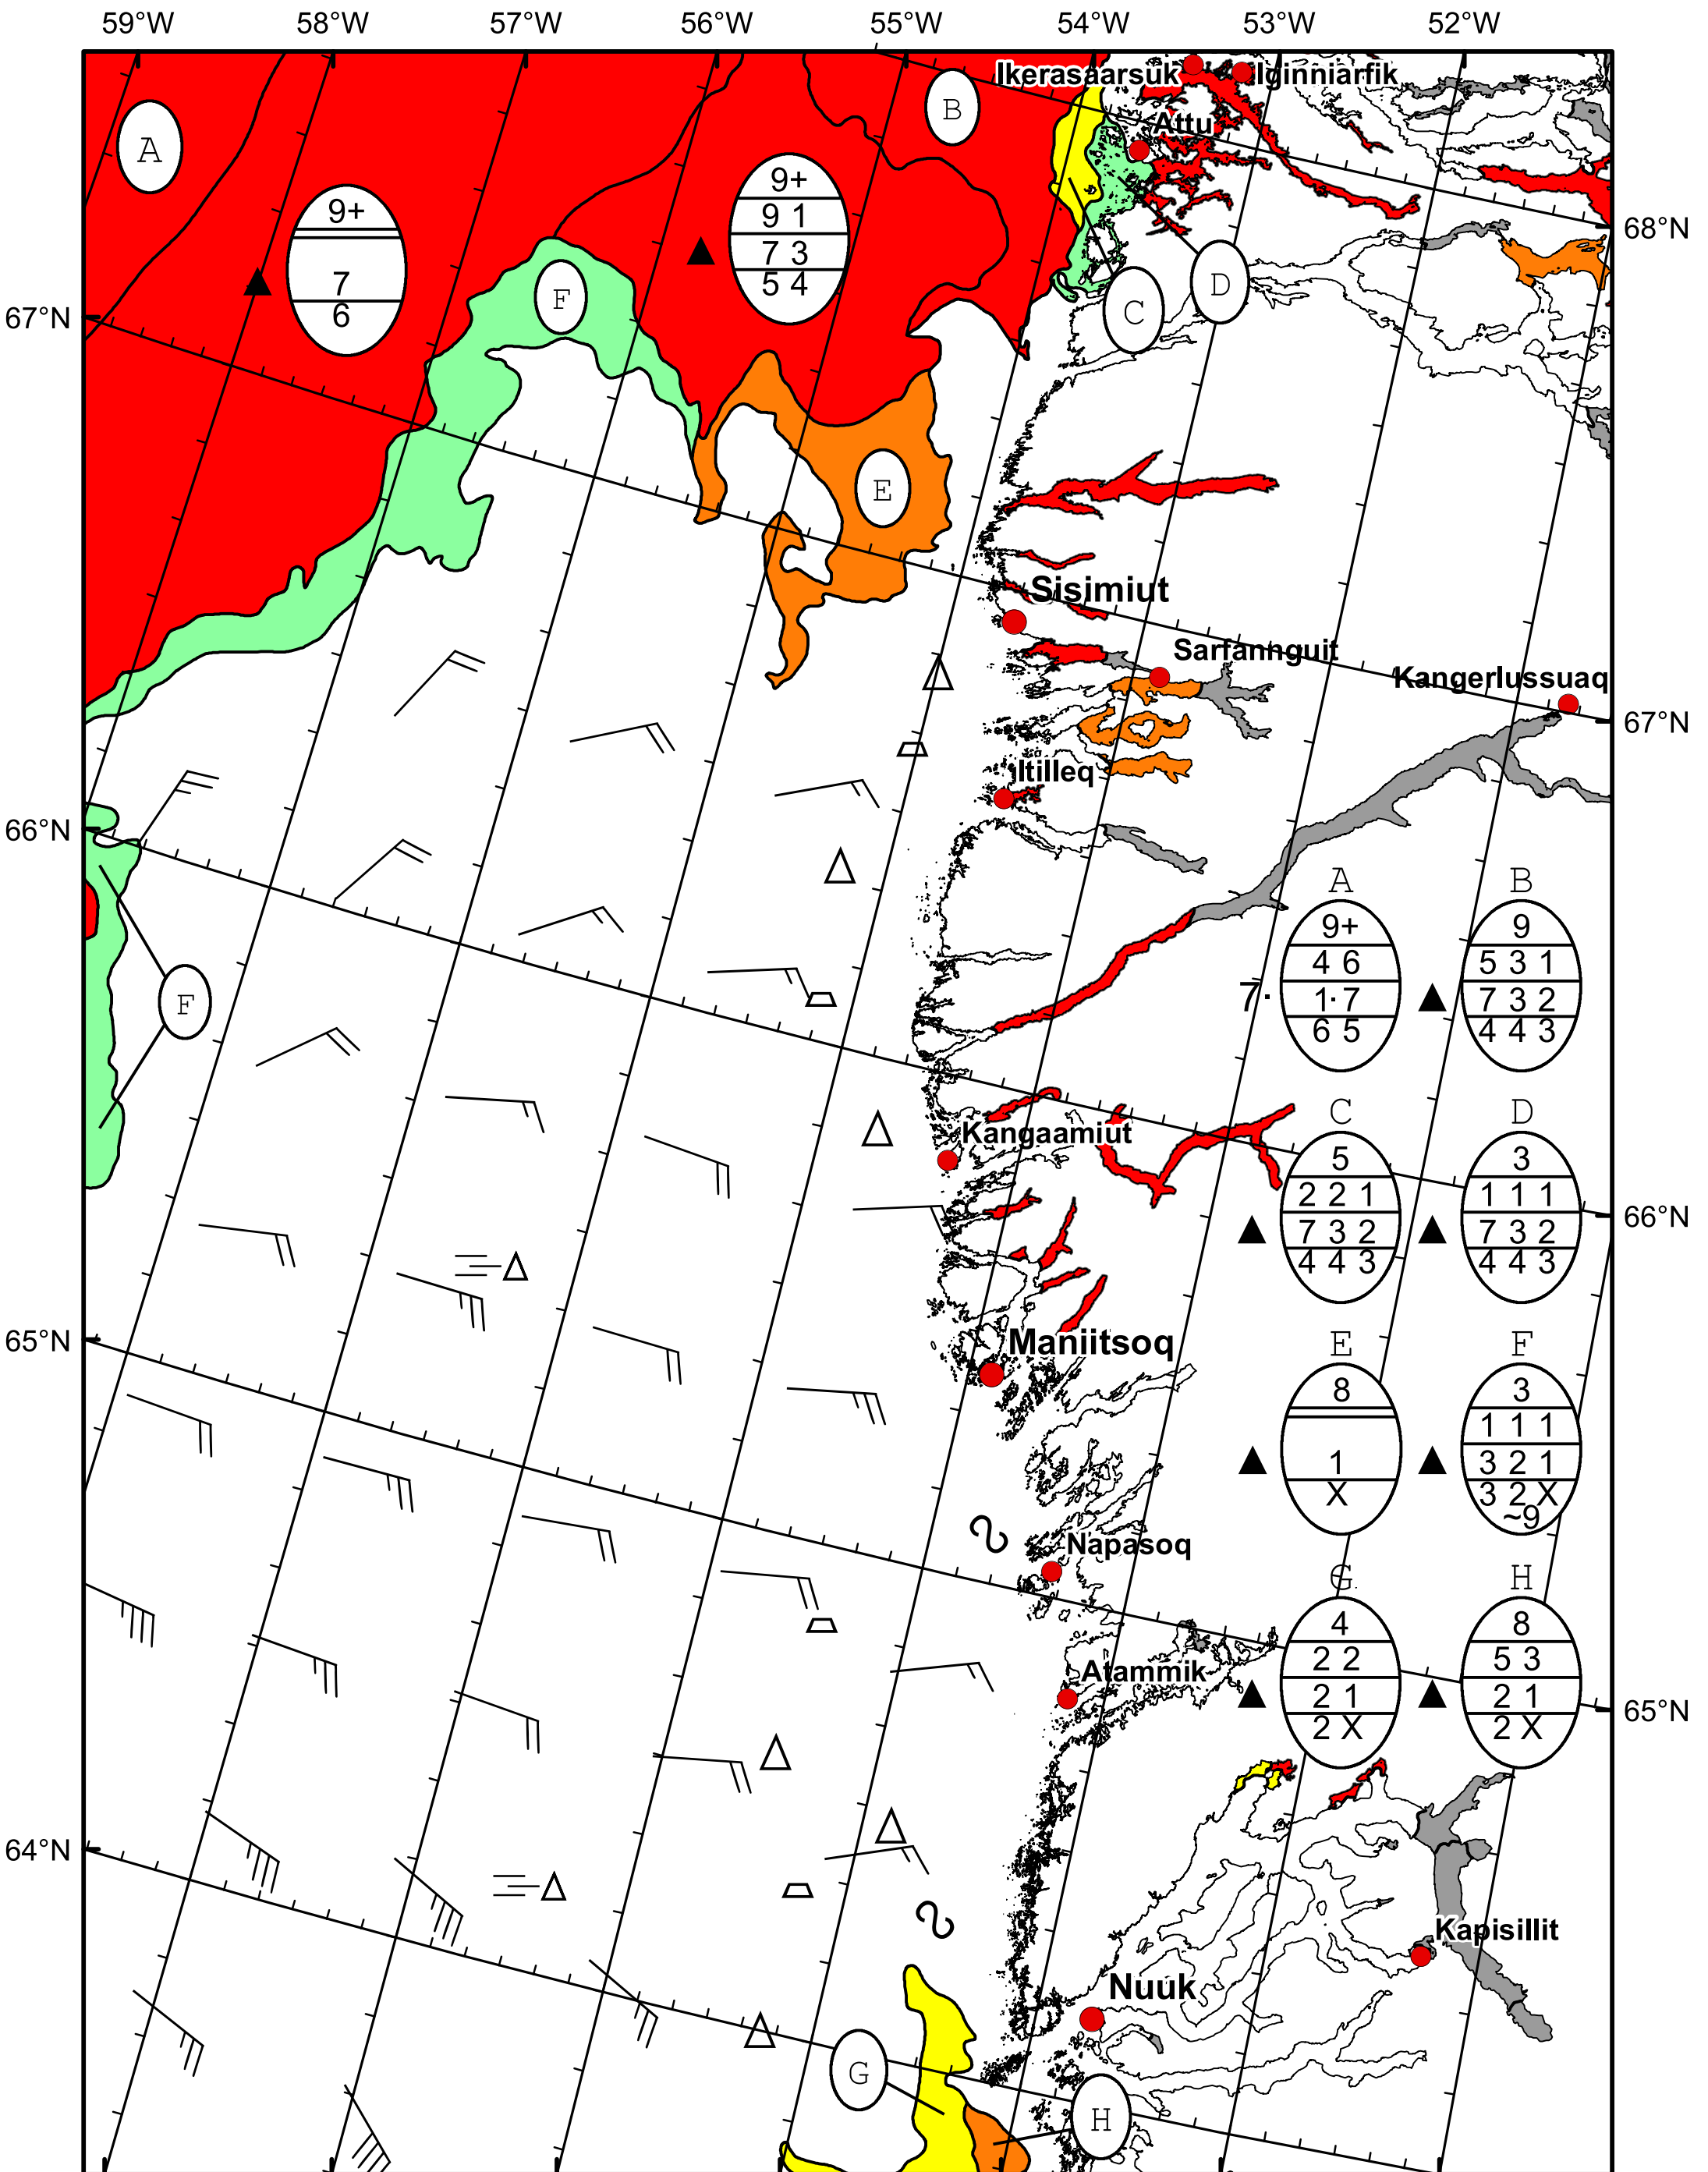 59°W 58°W 57°W 56°W 55°W 54°W 53°W 52°W
Ikerasaarsuk Iginniarfik
A
B
Attu
9+
9 1
7 3
5 4
9+
7
6
68°N
F
D
C
67°N
E
Sisimiut
Sarfannguit
Kangerlussuaq
67°N
Itilleq
66°N
A
9+
4 6
7· 1·7
6 5
B
9
5 3 1
7 3 2
4 4 3
F
Kangaamiut
C
5
2 2 1
7 3 2
4 4 3
D
3
1 1 1
7 3 2
4 4 3
66°N
65°N
Maniitsoq
E
8
1
X
F
3
1 1 1
3 2 1
3 2 X
~9
Napasoq
G
4
2 2
2 1
2 X
H
8
5 3
2 1
2 X
Atammik
65°N
64°N
Kapisillit
Nuuk
G
H